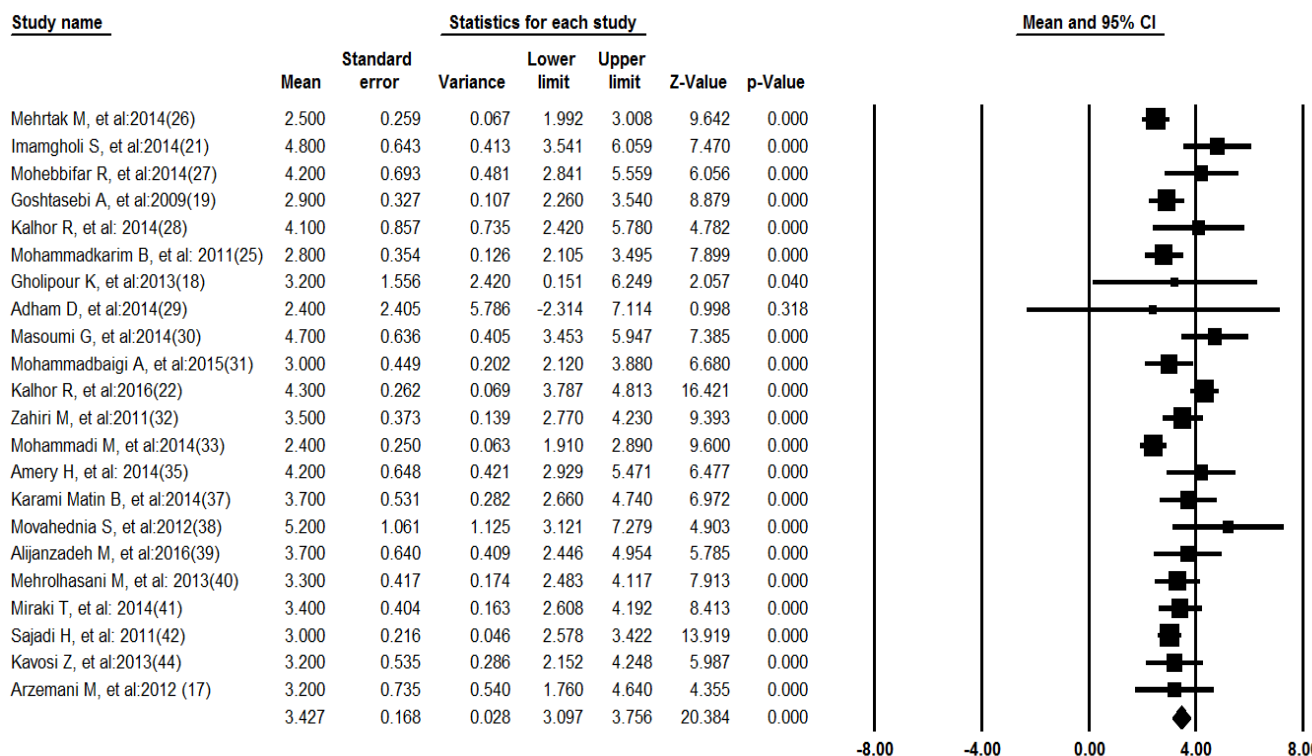 Study name Statistics for each study Mean and 95% CI
Standard Lower Upper
Mean error Variance limit limit Z-Value p-Value
Mehrtak M, et al:2014(26) 2.500 0.259 0.067 1.992 3.008 9.642 0.000
Imamgholi S, et al:2014(21) 4.800 0.643 0.413 3.541 6.059 7.470 0.000
Mohebbifar R, et al:2014(27) 4.200 0.693 0.481 2.841 5.559 6.056 0.000
Goshtasebi A, et al:2009(19) 2.900 0.327 0.107 2.260 3.540 8.879 0.000
Kalhor R, et al: 2014(28) 4.100 0.857 0.735 2.420 5.780 4.782 0.000
Mohammadkarim B, et al: 2011(25) 2.800 0.354 0.126 2.105 3.495 7.899 0.000
Gholipour K, et al:2013(18) 3.200 1.556 2.420 0.151 6.249 2.057 0.040
Adham D, et al:2014(29) 2.400 2.405 5.786 -2.314 7.114 0.998 0.318
Masoumi G, et al:2014(30) 4.700 0.636 0.405 3.453 5.947 7.385 0.000
Mohammadbaigi A, et al:2015(31) 3.000 0.449 0.202 2.120 3.880 6.680 0.000
Kalhor R, et al:2016(22) 4.300 0.262 0.069 3.787 4.813 16.421 0.000
Zahiri M, et al:2011(32) 3.500 0.373 0.139 2.770 4.230 9.393 0.000
Mohammadi M, et al:2014(33) 2.400 0.250 0.063 1.910 2.890 9.600 0.000
Amery H, et al: 2014(35) 4.200 0.648 0.421 2.929 5.471 6.477 0.000
Karami Matin B, et al:2014(37) 3.700 0.531 0.282 2.660 4.740 6.972 0.000
Movahednia S, et al:2012(38) 5.200 1.061 1.125 3.121 7.279 4.903 0.000
Alijanzadeh M, et al:2016(39) 3.700 0.640 0.409 2.446 4.954 5.785 0.000
Mehrolhasani M, et al: 2013(40) 3.300 0.417 0.174 2.483 4.117 7.913 0.000
Miraki T, et al: 2014(41) 3.400 0.404 0.163 2.608 4.192 8.413 0.000
Sajadi H, et al: 2011(42) 3.000 0.216 0.046 2.578 3.422 13.919 0.000
Kavosi Z, et al:2013(44) 3.200 0.535 0.286 2.152 4.248 5.987 0.000
Arzemani M, et al:2012 (17) 3.200 0.735 0.540 1.760 4.640 4.355 0.000
3.427 0.168 0.028 3.097 3.756 20.384 0.000
-8.00 -4.00 0.00 4.00 8.00